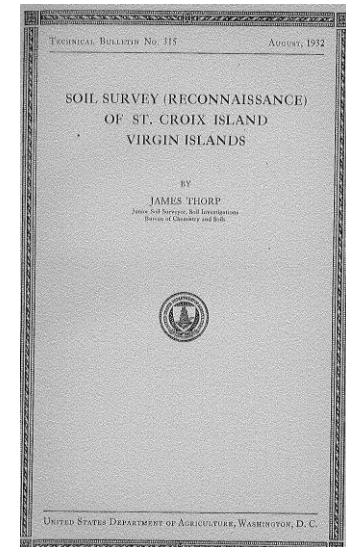 TECHNICAL BULLETIN NO. 315 AUGUST, 1932
SOIL SURVEY (RECONNAISSANCE)
OF ST. CROIX ISLAND
VIRGIN ISLANDS
BY
JAMES THORP
Junior Soil Surveyor, Soil Investigations
Bureau of Chemistry and Soils
UNITED STATES DEPARTMENT OF AGRICULTURE, WASHINGTON, D. C.